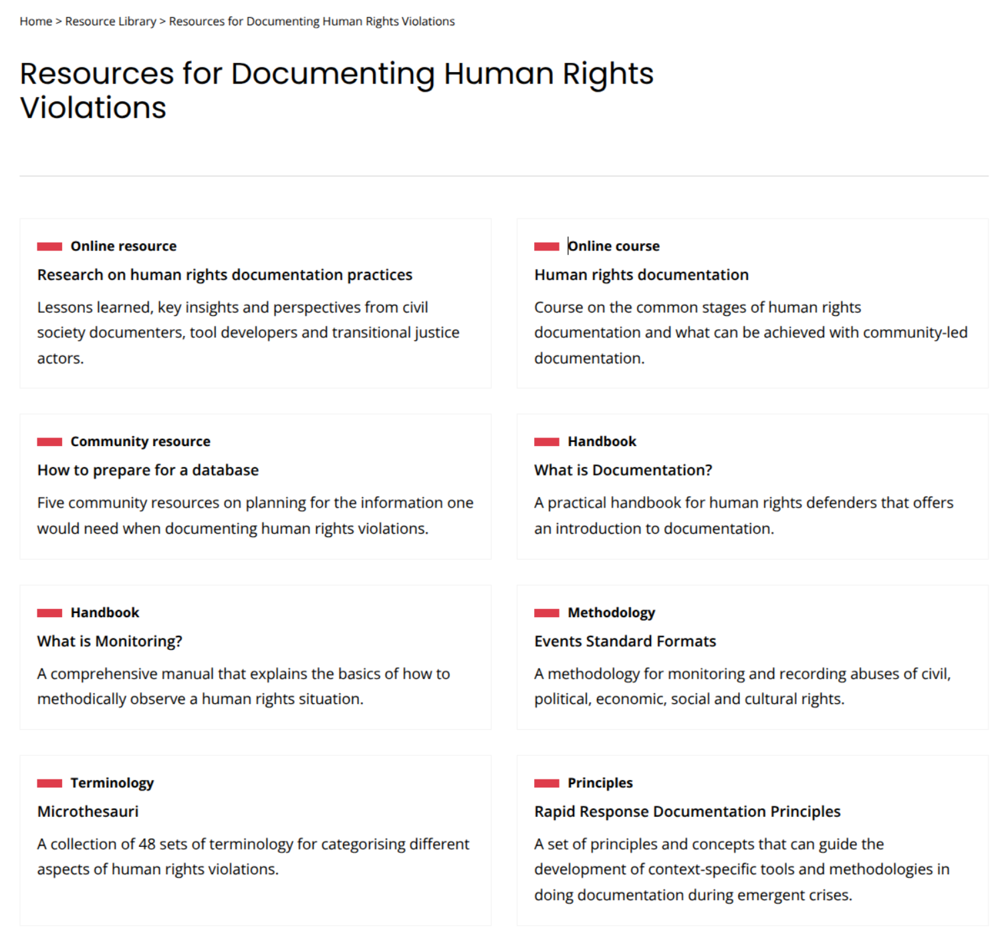 Home > Resource Library > Resources for Documenting Human Rights Violations
Resources for Documenting Human Rights
Violations
Online resource
Research on human rights documentation practices
Lessons learned, key insights and perspectives from civil
society documenters, tool developers and transitional justice
actors.
Online course
Human rights documentation
Course on the common stages of human rights
documentation and what can be achieved with community-led
documentation.
Community resource
How to prepare for a database
Five community resources on planning for the information one
would need when documenting human rights violations.
Handbook
What is Documentation?
A practical handbook for human rights defenders that offers
an introduction to documentation.
Handbook
What is Monitoring?
A comprehensive manual that explains the basics of how to
methodically observe a human rights situation.
Methodology
Events Standard Formats
A methodology for monitoring and recording abuses of civil,
political, economic, social and cultural rights.
Terminology
Microthesauri
A collection of 48 sets of terminology for categorising different
aspects of human rights violations.
Principles
Rapid Response Documentation Principles
A set of principles and concepts that can guide the
development of context-specific tools and methodologies in
doing documentation during emergent crises.